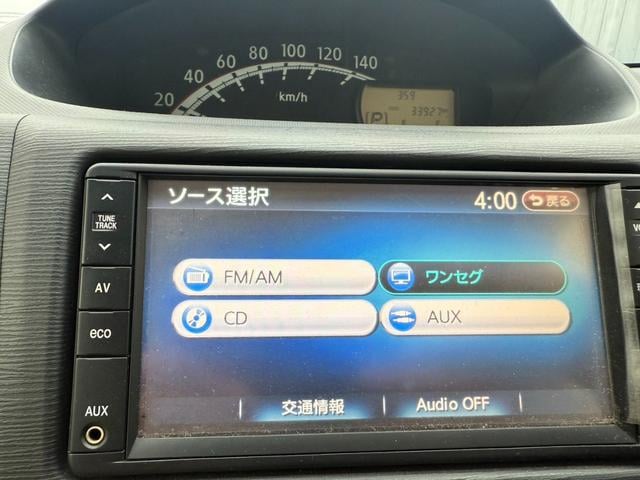 20 40 60 80 100 120 140
km/h
359
33927
P
TUNE
TRACK
AV
eco
AUX
ソース選択
4:00 戻る
FM/AM ワンセグ
CD AUX
交通情報 Audio OFF